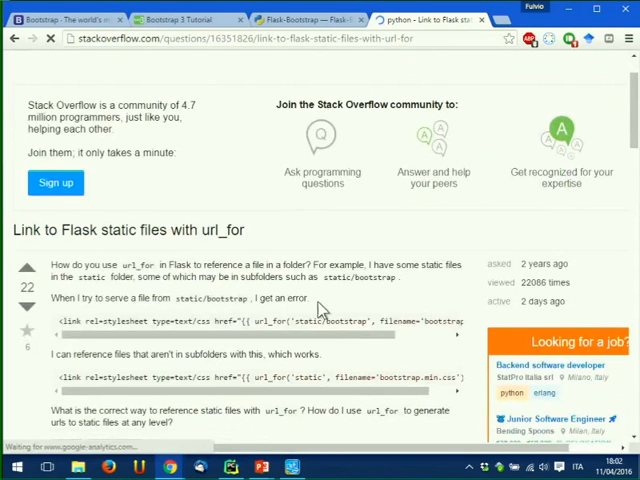 Fulvio
Bootstrap · The world's m
Bootstrap 3 Tutorial
Flask-Bootstrap — Flask-B
python - Link to Flask stat
stackoverflow.com/questions/16351826/link-to-flask-static-files-with-url_for
Stack Overflow is a community of 4.7
million programmers, just like you,
helping each other.
Join them; it only takes a minute:
Sign up
Join the Stack Overflow community to:
Q
A
Ask programming
questions
Answer and help
your peers
Get recognized for your
expertise
Link to Flask static files with url_for
22
6
How do you use url_for in Flask to reference a file in a folder? For example, I have some static files
in the static folder, some of which may be in subfolders such as static/bootstrap .
When I try to serve a file from static/bootstrap , I get an error.
<link rel=stylesheet type=text/css href="{{ url_for('static/bootstrap', filename='bootstrap
I can reference files that aren't in subfolders with this, which works.
<link rel=stylesheet type=text/css href="{{ url_for('static', filename='bootstrap.min.css')
What is the correct way to reference static files with url_for ? How do I use url_for to generate
urls to static files at any level?
asked 2 years ago
viewed 22086 times
active 2 days ago
Looking for a job?
Backend software developer
StatPro Italia srl Milano, Italy
python erlang
Junior Software Engineer
Bending Spoons Milano, Italy
Waiting for www.google-analytics.com...
ITA
18:02
11/04/2016